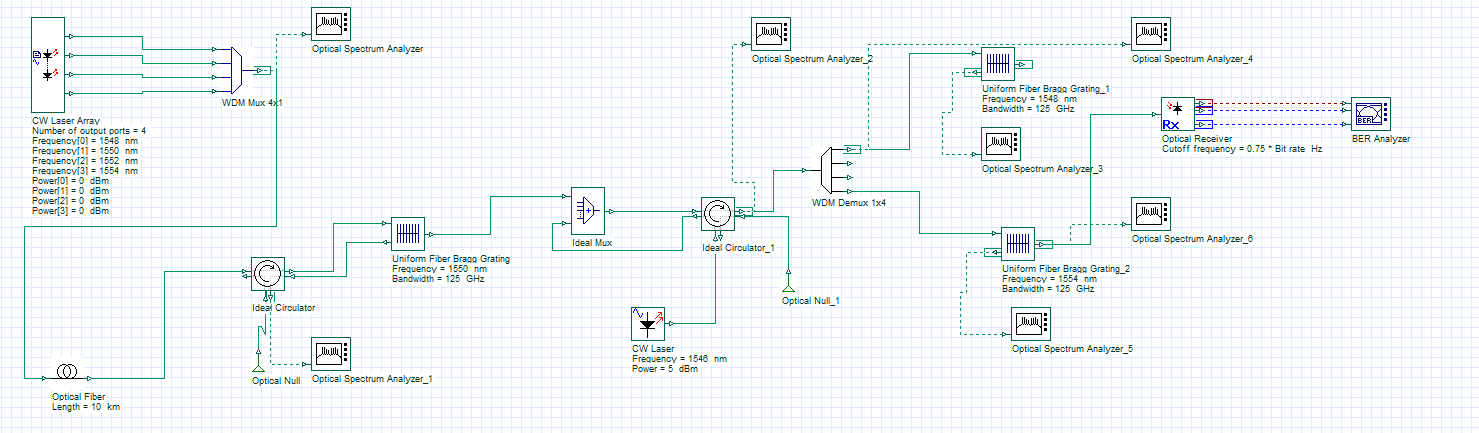 Optical Spectrum Analyzer
WDM Mux 4x1
CW Laser Array
Number of output ports = 4
Frequency[0] = 1548 nm
Frequency[1] = 1550 nm
Frequency[2] = 1552 nm
Frequency[3] = 1554 nm
Power[0] = 0 dBm
Power[1] = 0 dBm
Power[2] = 0 dBm
Power[3] = 0 dBm
Optical Spectrum Analyzer_2
Optical Spectrum Analyzer_4
Uniform Fiber Bragg Grating_1
Frequency = 1548 nm
Bandwidth = 125 GHz
Rx
Optical Receiver
Cutoff frequency = 0.75 * Bit rate Hz
BER
BER Analyzer
Optical Spectrum Analyzer_3
WDM Demux 1x4
Ideal Mux
Ideal Circulator_1
Optical Spectrum Analyzer_6
Uniform Fiber Bragg Grating
Frequency = 1550 nm
Bandwidth = 125 GHz
Uniform Fiber Bragg Grating_2
Frequency = 1554 nm
Bandwidth = 125 GHz
Ideal Circulator
Optical Null_1
CW Laser
Frequency = 1546 nm
Power = 5 dBm
Optical Spectrum Analyzer_5
Optical Null
Optical Spectrum Analyzer_1
Optical Fiber
Length = 10 km